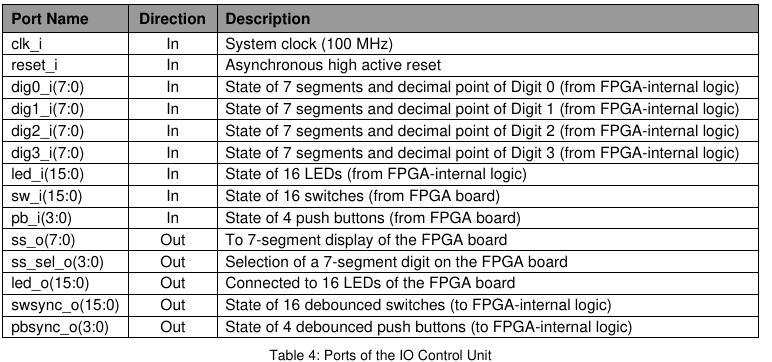 Port Name Direction Description
clk_i In System clock (100 MHz)
reset_i In Asynchronous high active reset
dig0_i(7:0) In State of 7 segments and decimal point of Digit 0 (from FPGA-internal logic)
dig1_i(7:0) In State of 7 segments and decimal point of Digit 1 (from FPGA-internal logic)
dig2_i(7:0) In State of 7 segments and decimal point of Digit 2 (from FPGA-internal logic)
dig3_i(7:0) In State of 7 segments and decimal point of Digit 3 (from FPGA-internal logic)
led_i(15:0) In State of 16 LEDs (from FPGA-internal logic)
sw_i(15:0) In State of 16 switches (from FPGA board)
pb_i(3:0) In State of 4 push buttons (from FPGA board)
ss_o(7:0) Out To 7-segment display of the FPGA board
ss_sel_o(3:0) Out Selection of a 7-segment digit on the FPGA board
led_o(15:0) Out Connected to 16 LEDs of the FPGA board
swsync_o(15:0) Out State of 16 debounced switches (to FPGA-internal logic)
pbsync_o(3:0) Out State of 4 debounced push buttons (to FPGA-internal logic)
Table 4: Ports of the IO Control Unit